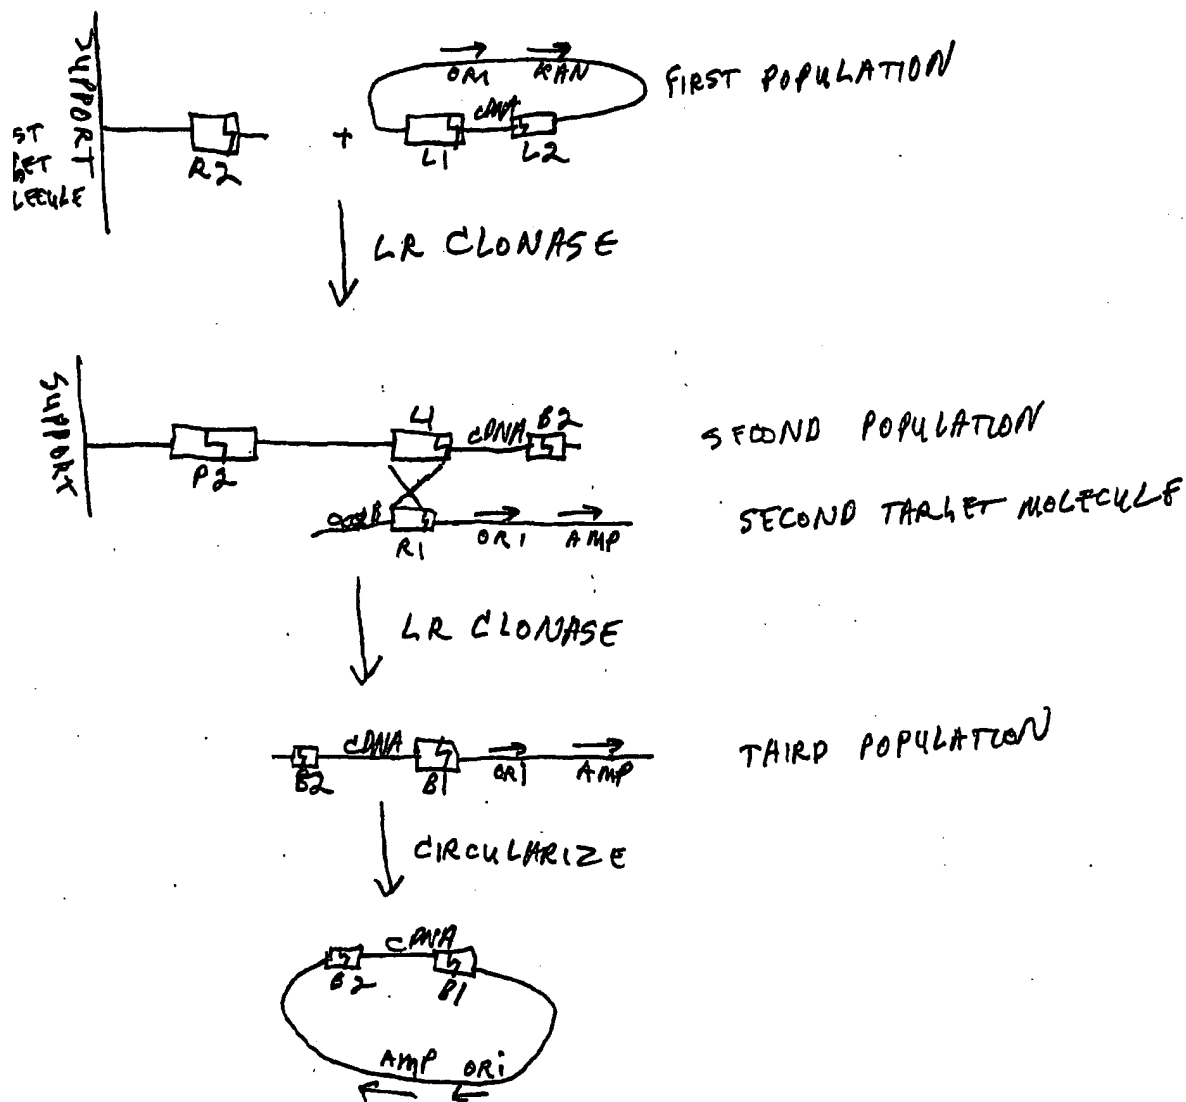 SUPPORT
ORI KAN
FIRST POPULATION
cDNA
ST
GET
LECULE
R2
+
L1
L2
LR CLONASE
SUPPORT
L1
cDNA
B2
SECOND POPULATION
P2
SECOND TARGET MOLECULE
R1
ORI
AMP
LR CLONASE
cDNA
THIRD POPULATION
B2
B1
ORI
AMP
CIRCULARIZE
cDNA
B2
B1
AMP ORI